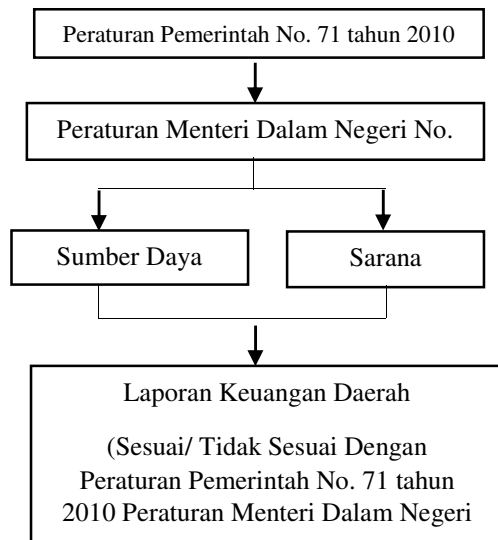 Peraturan Pemerintah No. 71 tahun 2010
Peraturan Menteri Dalam Negeri No.
Sumber Daya
Sarana
Laporan Keuangan Daerah
(Sesuai/ Tidak Sesuai Dengan
Peraturan Pemerintah No. 71 tahun
2010 Peraturan Menteri Dalam Negeri